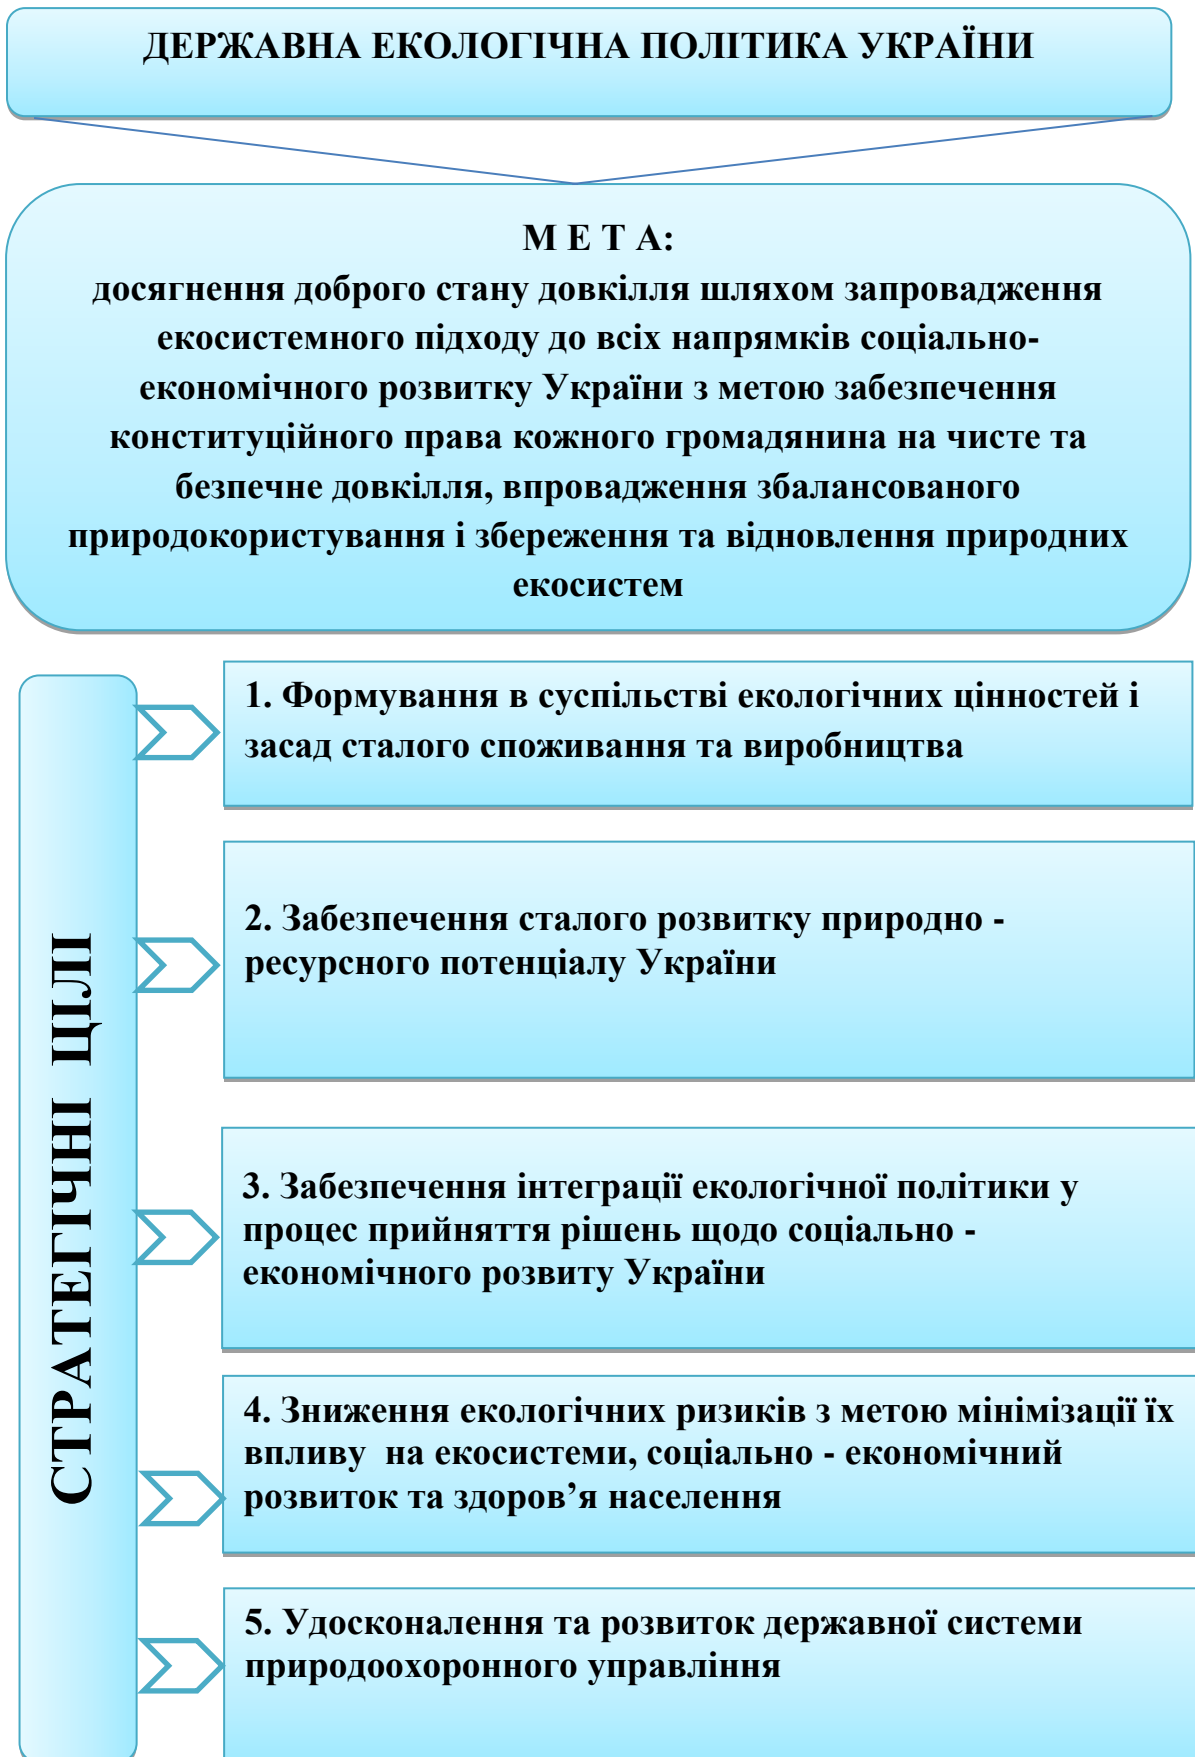 ДЕРЖАВНА ЕКОЛОГІЧНА ПОЛІТИКА УКРАЇНИ
М Е Т А:
досягнення доброго стану довкілля шляхом запровадження
екосистемного підходу до всіх напрямків соціально-
економічного розвитку України з метою забезпечення
конституційного права кожного громадянина на чисте та
безпечне довкілля, впровадження збалансованого
природокористування і збереження та відновлення природних
екосистем
СТРАТЕГІЧНІ ЦІЛІ
1. Формування в суспільстві екологічних цінностей і
засад сталого споживання та виробництва
2. Забезпечення сталого розвитку природно -
ресурсного потенціалу України
3. Забезпечення інтеграції екологічної політики у
процес прийняття рішень щодо соціально -
економічного розвиту України
4. Зниження екологічних ризиків з метою мінімізації їх
впливу на екосистеми, соціально - економічний
розвиток та здоров’я населення
5. Удосконалення та розвиток державної системи
природоохоронного управління